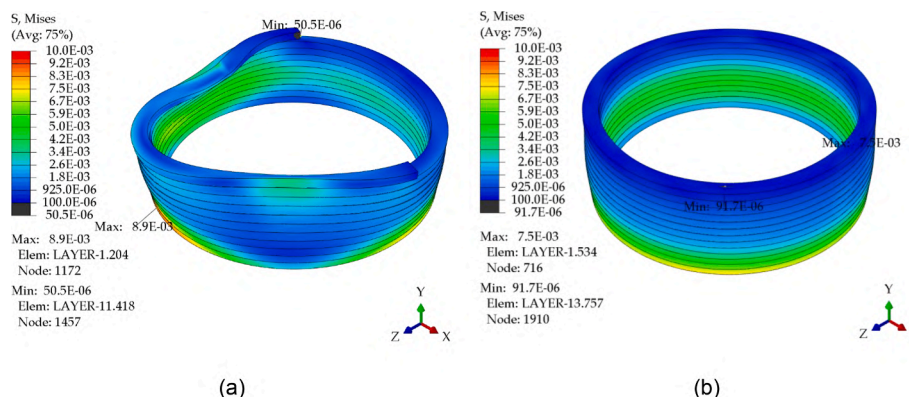 S, Mises
(Avg: 75%)
10.0E-03
9.2E-03
8.3E-03
7.5E-03
6.7E-03
5.9E-03
5.0E-03
4.2E-03
3.4E-03
2.6E-03
1.8E-03
925.0E-06
100.0E-06
50.5E-06
Min: 50.5E-06
Max: 8.9E-03
Max: 8.9E-03
Elem: LAYER-1.204
Node: 1172
Min: 50.5E-06
Elem: LAYER-11.418
Node: 1457
Y
Z
X
(a)
S, Mises
(Avg: 75%)
10.0E-03
9.2E-03
8.3E-03
7.5E-03
6.7E-03
5.9E-03
5.0E-03
4.2E-03
3.4E-03
2.6E-03
1.8E-03
925.0E-06
100.0E-06
91.7E-06
Max: 7.5E-03
Min: 91.7E-06
Max: 7.5E-03
Elem: LAYER-1.534
Node: 716
Min: 91.7E-06
Elem: LAYER-13.757
Node: 1910
Y
Z
(b)